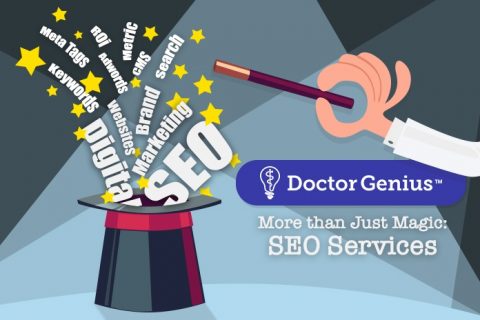 Meta Tags
ROi
Adwords
Metric
CMS
search
Keywords
Websites
Brand
Marketing
Digital
SEO
Doctor Genius™
More than Just Magic:
SEO Services